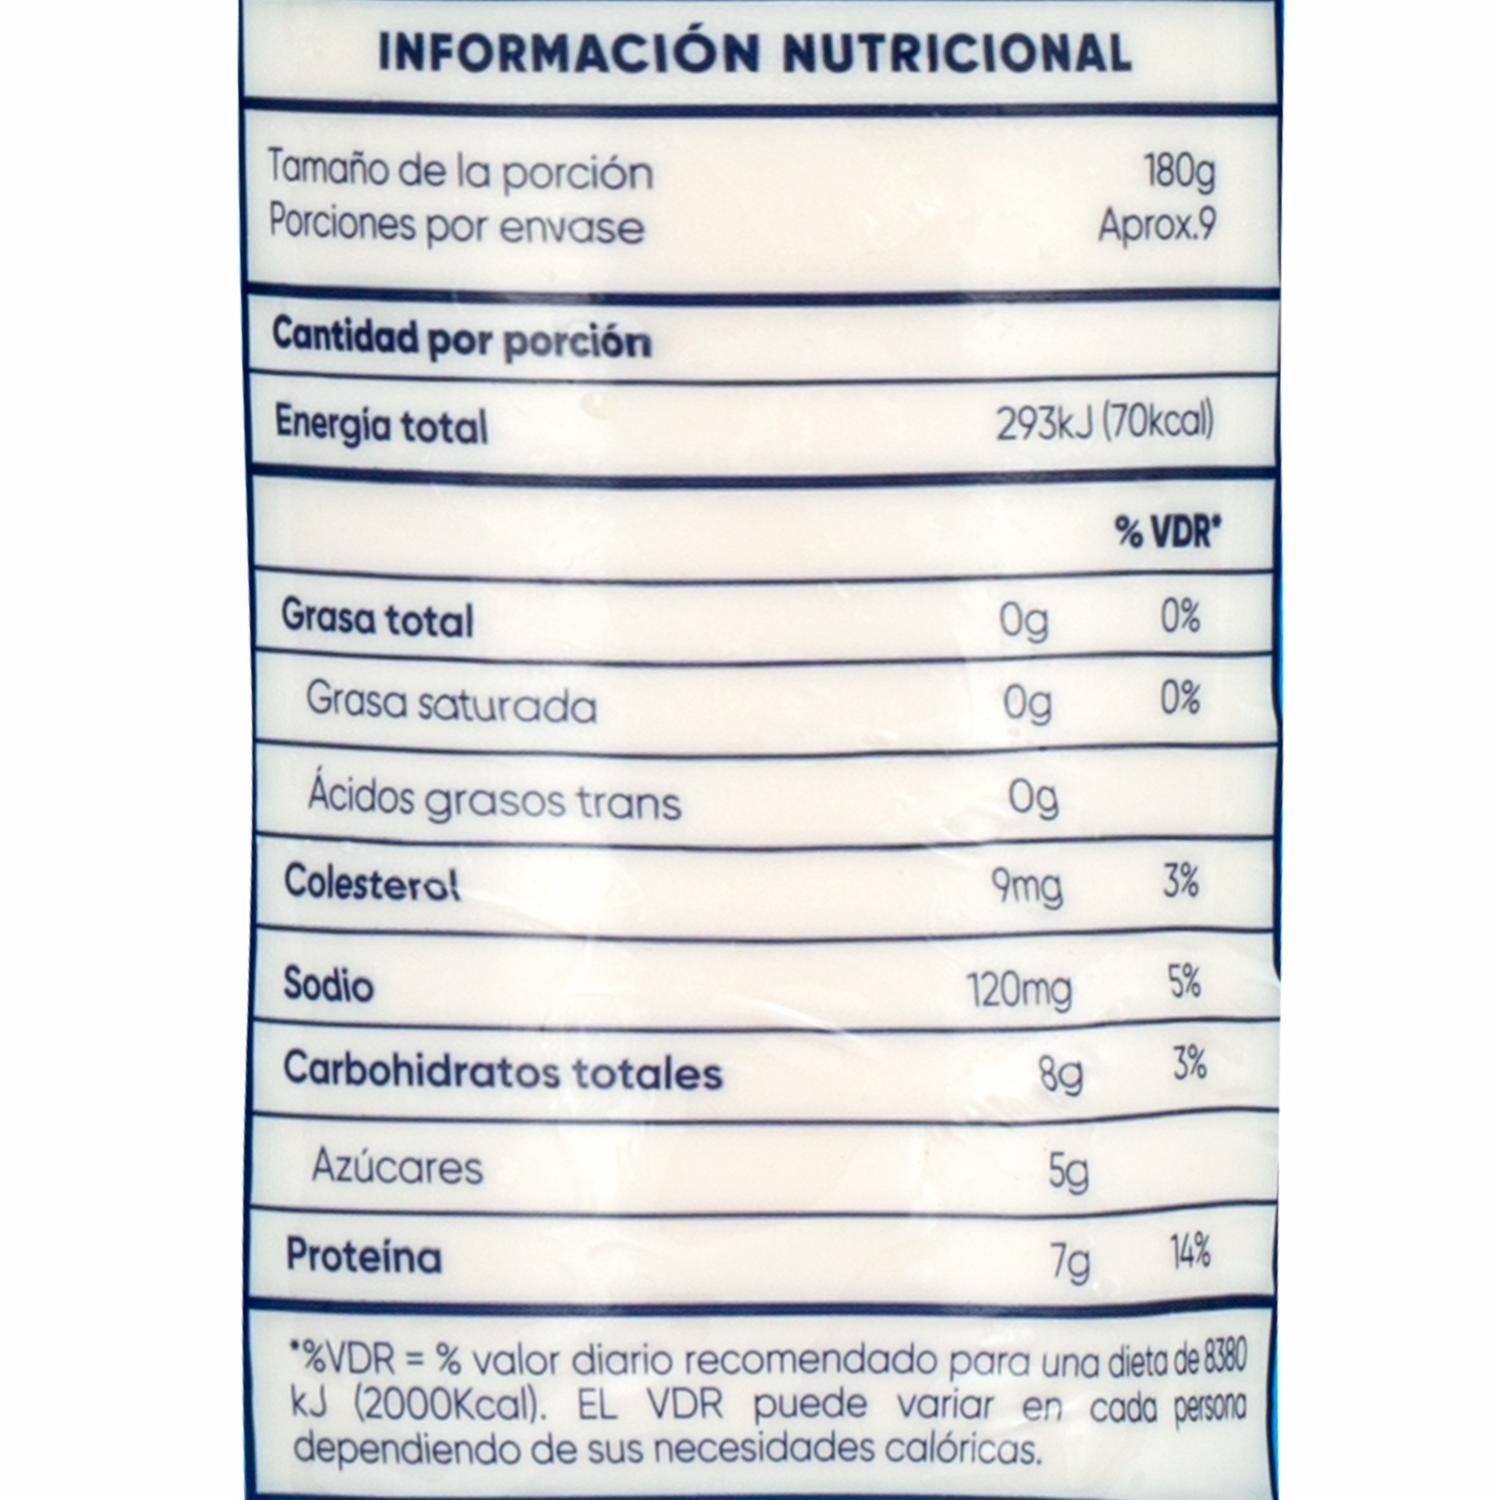 INFORMACIÓN NUTRICIONAL
Tamaño de la porción 180g
Porciones por envase Aprox.9
Cantidad por porción
Energía total 293kJ (70kcal)
% VDR*
Grasa total 0g 0%
Grasa saturada 0g 0%
Ácidos grasos trans 0g
Colesterol 9mg 3%
Sodio 120mg 5%
Carbohidratos totales 8g 3%
Azúcares 5g
Proteína 7g 14%
*%VDR = % valor diario recomendado para una dieta de 8380
kJ (2000Kcal). EL VDR puede variar en cada persona
dependiendo de sus necesidades calóricas.